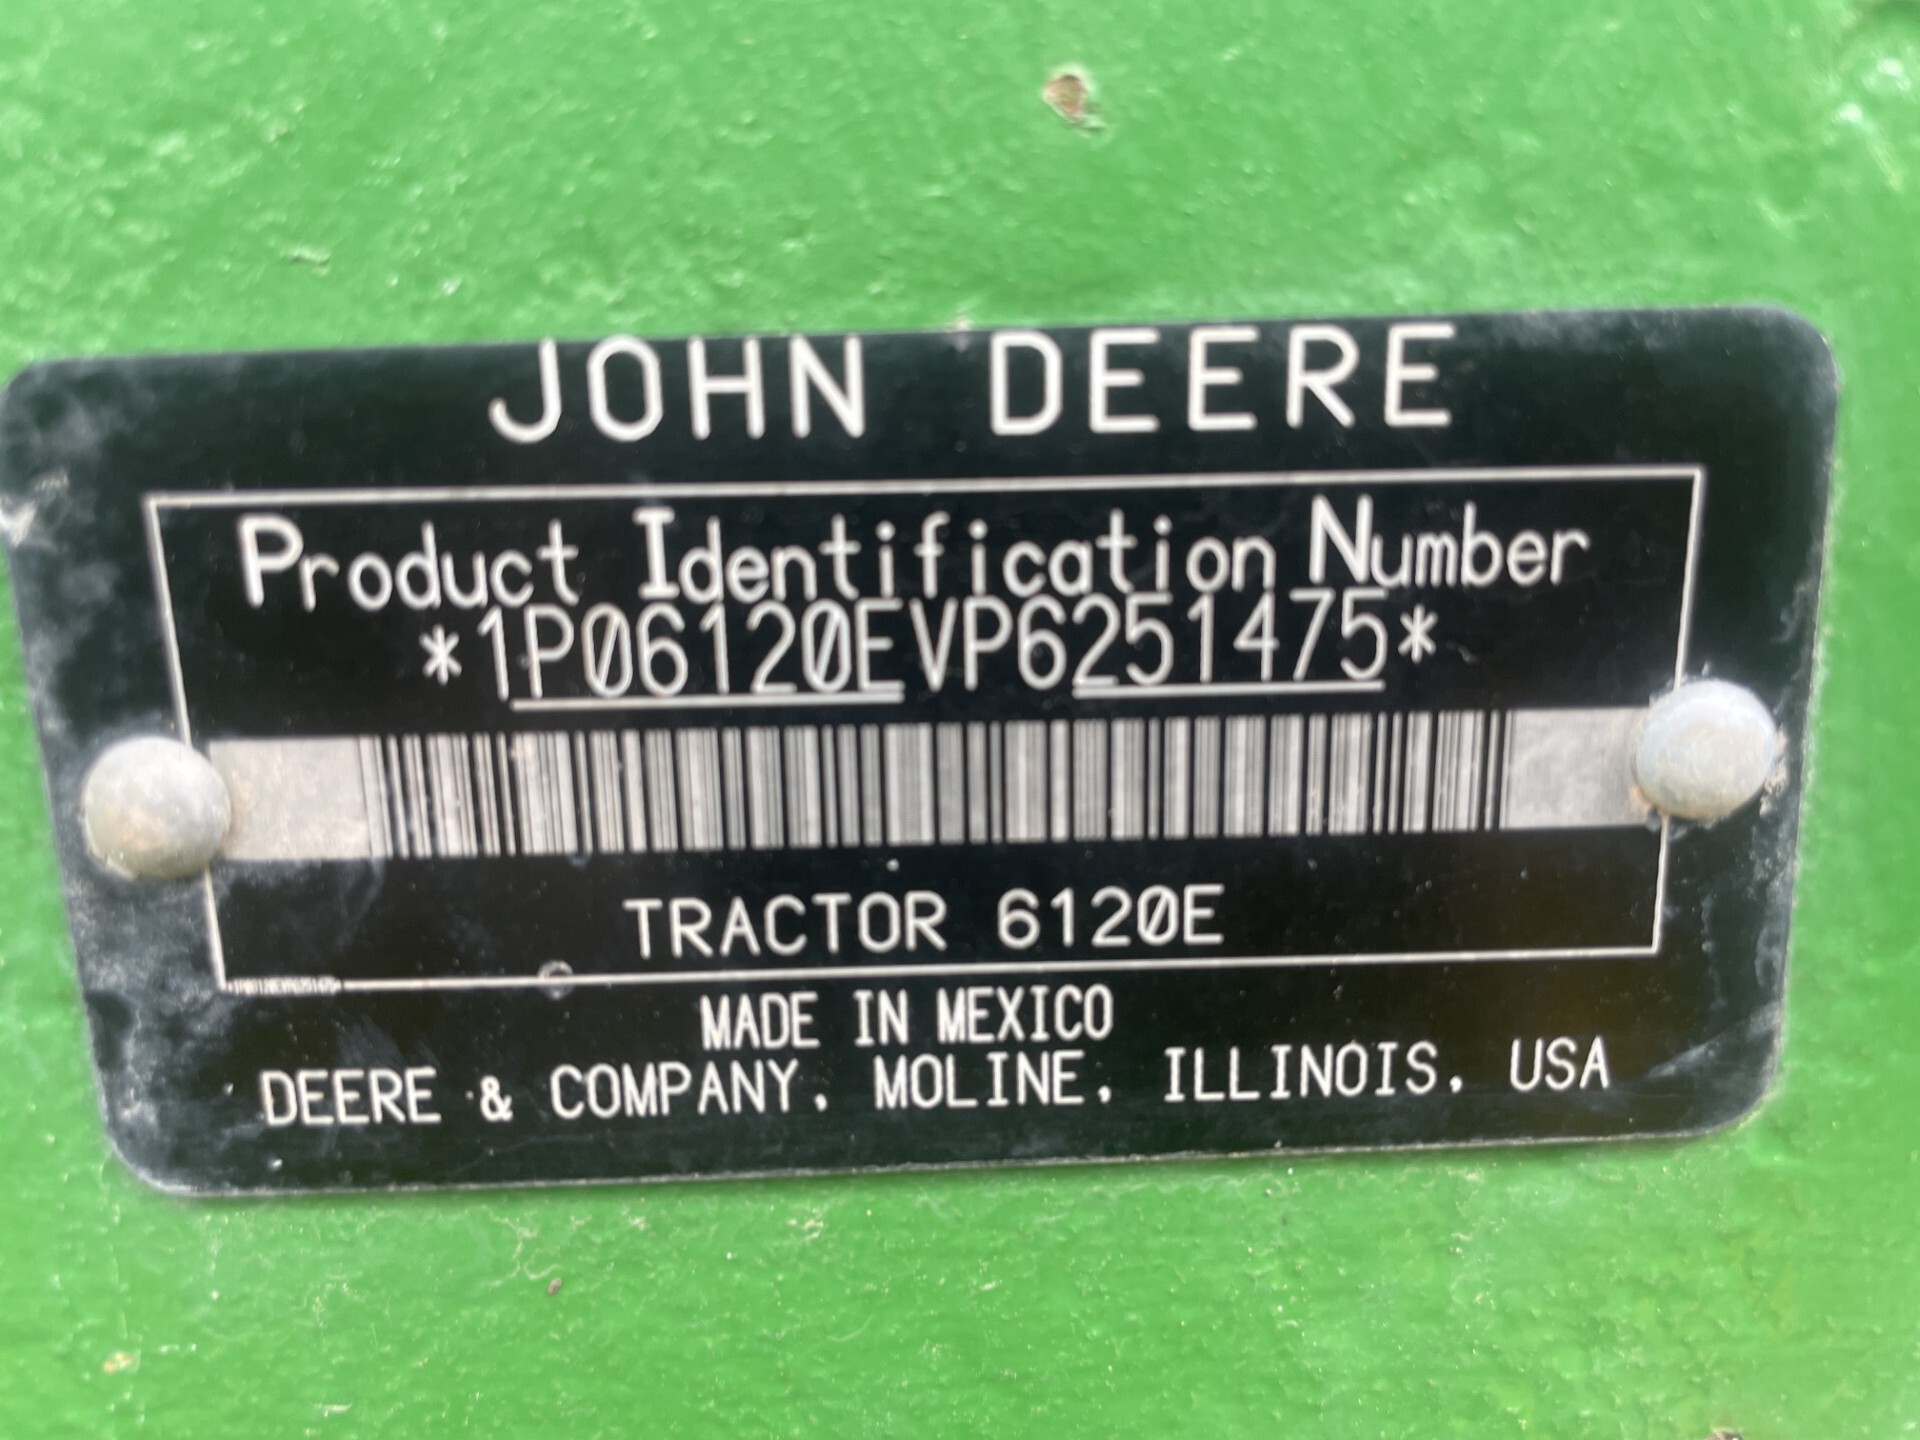 JOHN DEERE
Product Identification Number
*1P06120EVP6251475*
TRACTOR 6120E
MADE IN MEXICO
DEERE & COMPANY, MOLINE, ILLINOIS, USA